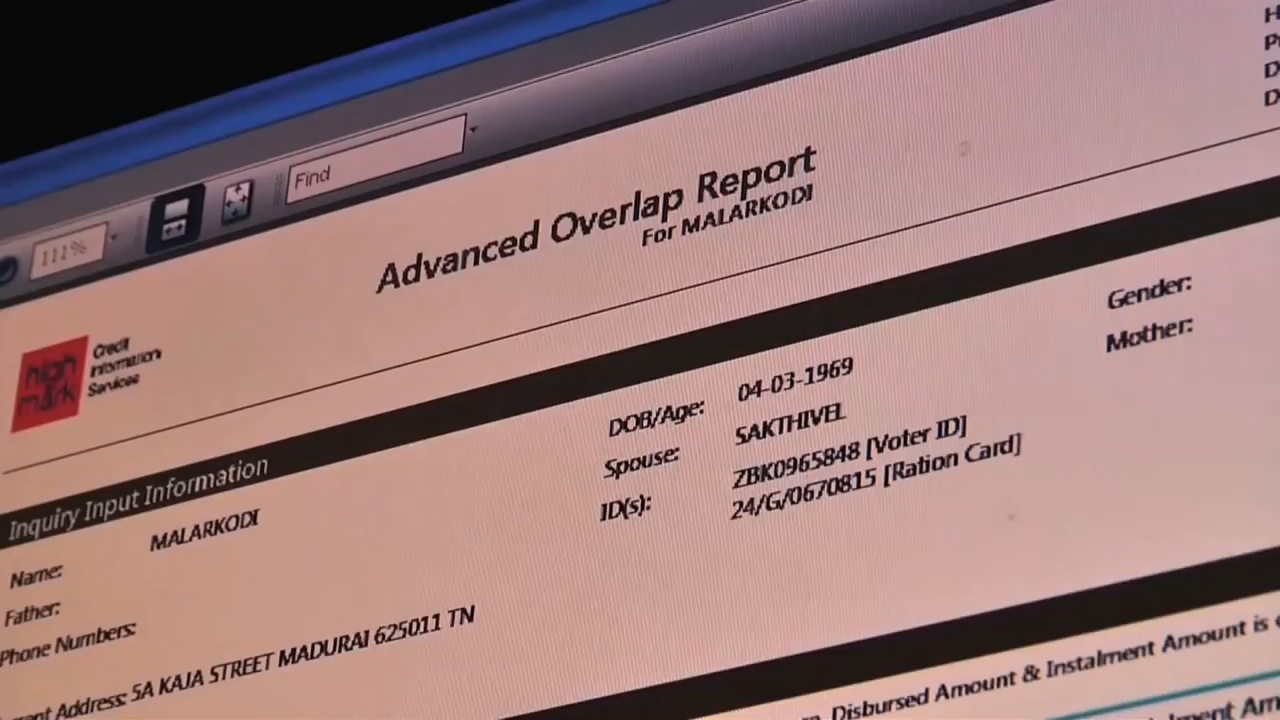 111%
Find
Advanced Overlap Report
For MALARKODI
high mark
Credit
Information
Services
Inquiry Input Information
Name: MALARKODI
Father:
Phone Numbers:
5A KAJA STREET MADURAI 625011 TN
Address:
DOB/Age: 04-03-1969
Spouse: SAKTHIVEL
ID(s): ZBK0965848 [Voter ID]
24/G/0670815 [Ration Card]
Gender:
Mother:
Disbursed Amount & Instalment Amount is